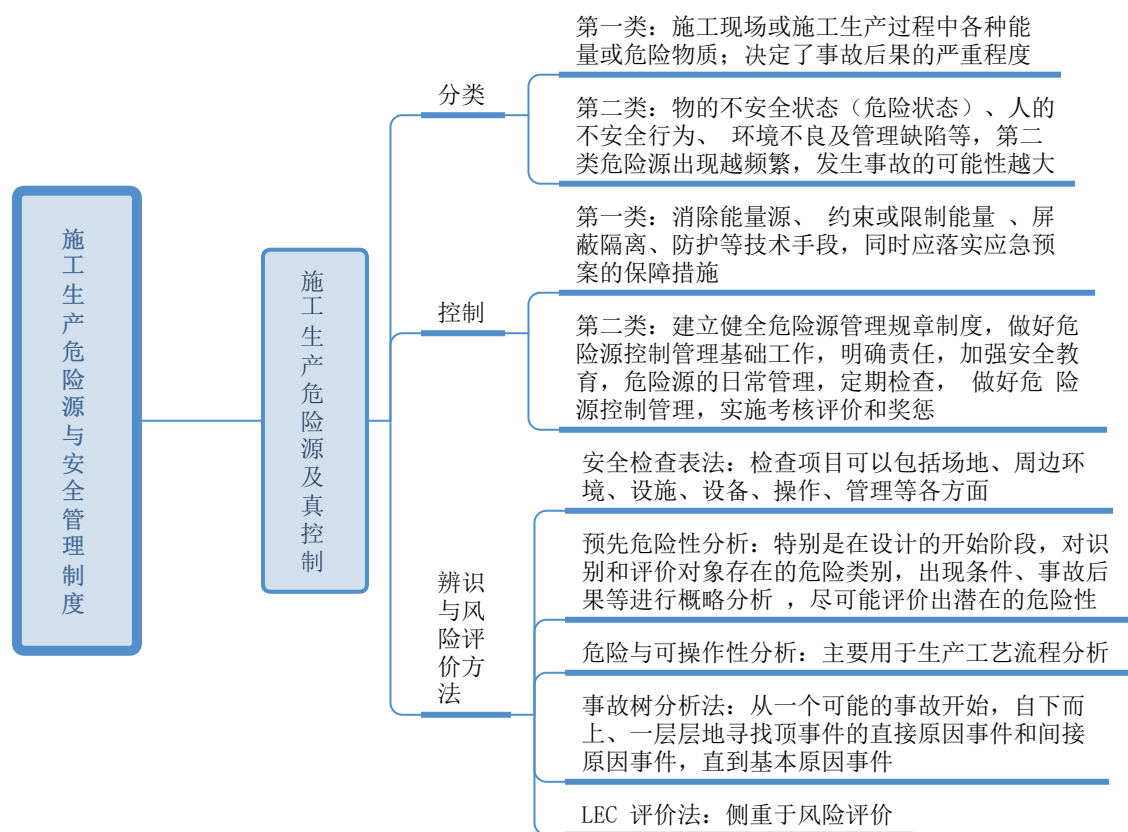 施工生产危险源与安全管理制度
施工生产危险源及真控制
分类
第一类：施工现场或施工生产过程中各种能
量或危险物质；决定了事故后果的严重程度
第二类：物的不安全状态（危险状态）、人的
不安全行为、 环境不良及管理缺陷等，第二
类危险源出现越频繁，发生事故的可能性越大
控制
第一类：消除能量源、 约束或限制能量 、屏
蔽隔离、防护等技术手段，同时应落实应急预
案的保障措施
第二类：建立健全危险源管理规章制度，做好危
险源控制管理基础工作，明确责任，加强安全教
育，危险源的日常管理，定期检查， 做好危 险
源控制管理，实施考核评价和奖惩
辨识
与风
险评
价方
法
安全检查表法：检查项目可以包括场地、周边环
境、设施、设备、操作、管理等各方面
预先危险性分析：特别是在设计的开始阶段，对识
别和评价对象存在的危险类别，出现条件、事故后
果等进行概略分析 ，尽可能评价出潜在的危险性
危险与可操作性分析：主要用于生产工艺流程分析
事故树分析法：从一个可能的事故开始，自下而
上、一层层地寻找顶事件的直接原因事件和间接
原因事件，直到基本原因事件
LEC 评价法：侧重于风险评价